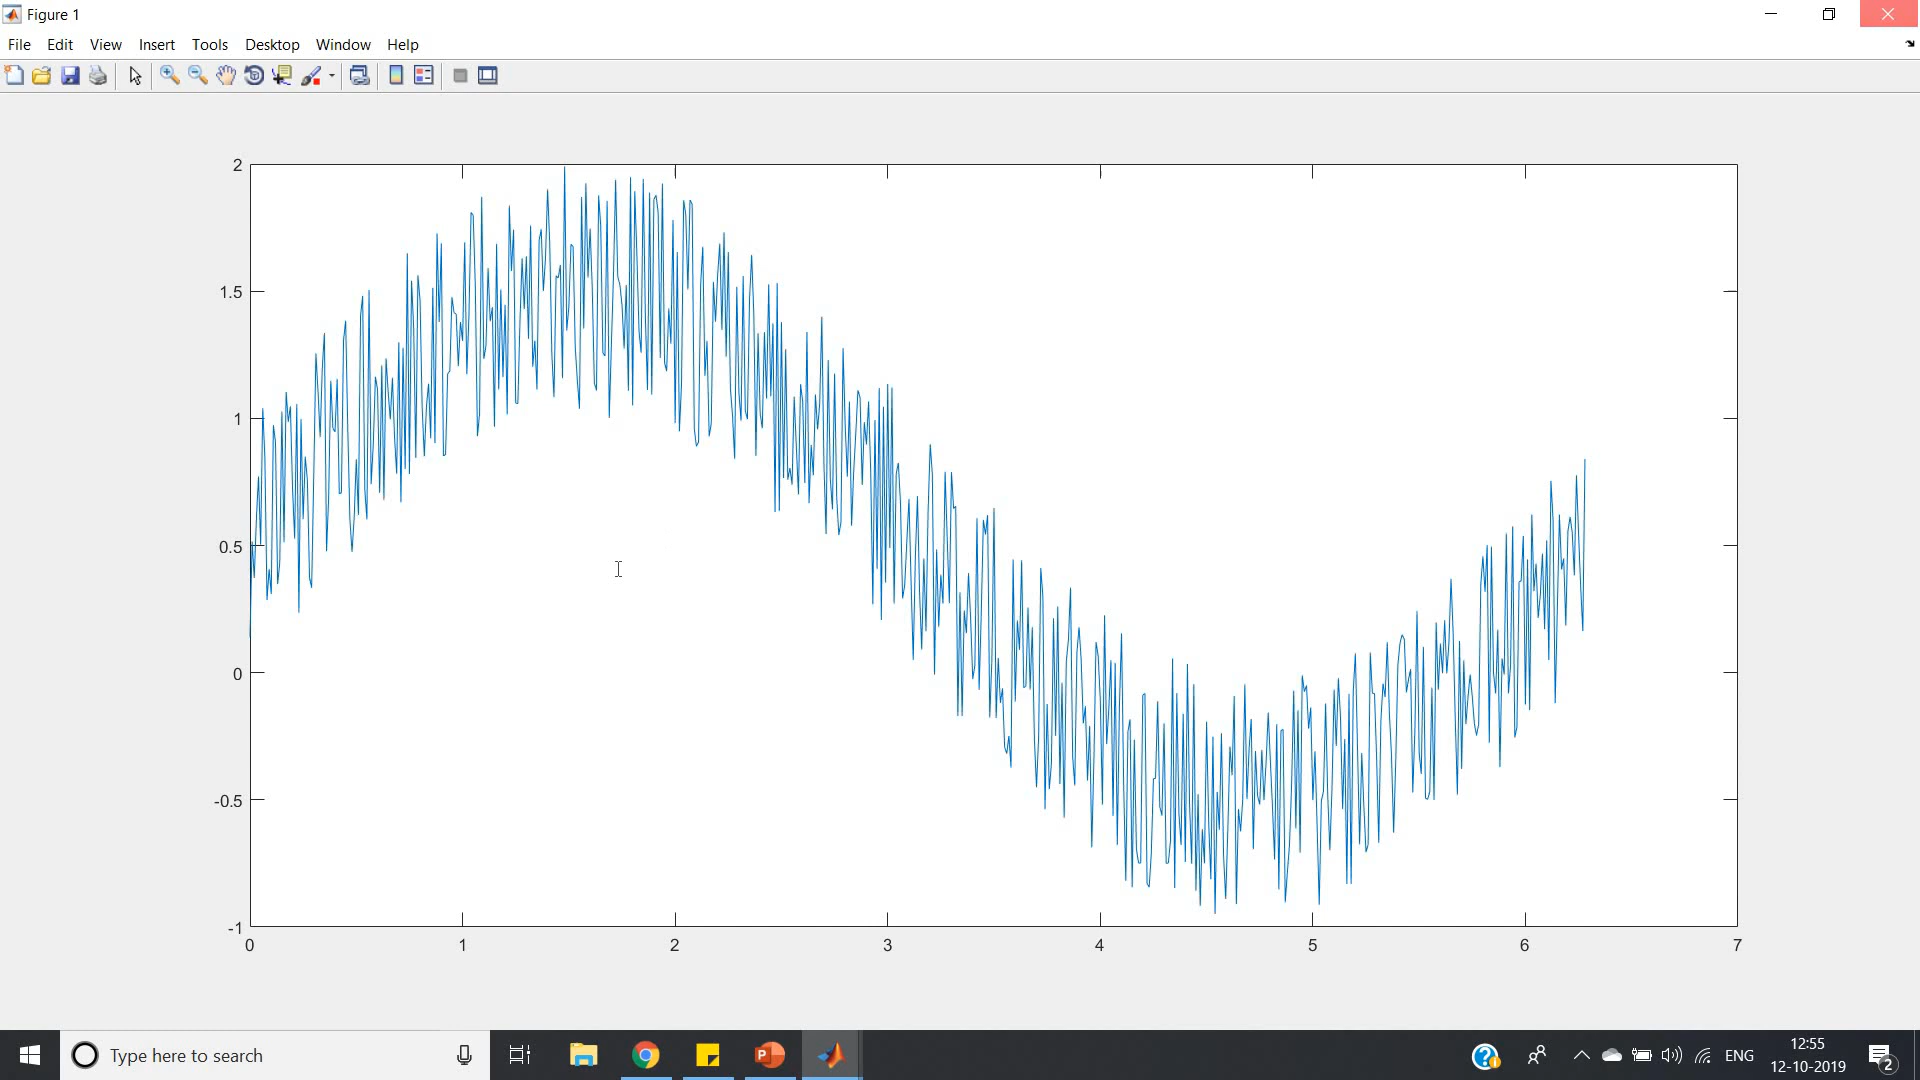 Figure 1
File Edit View Insert Tools Desktop Window Help
2
1.5
1
0.5
0
-0.5
-1
0 1 2 3 4 5 6 7
Type here to search
P
ENG
12:55
12-10-2019
2